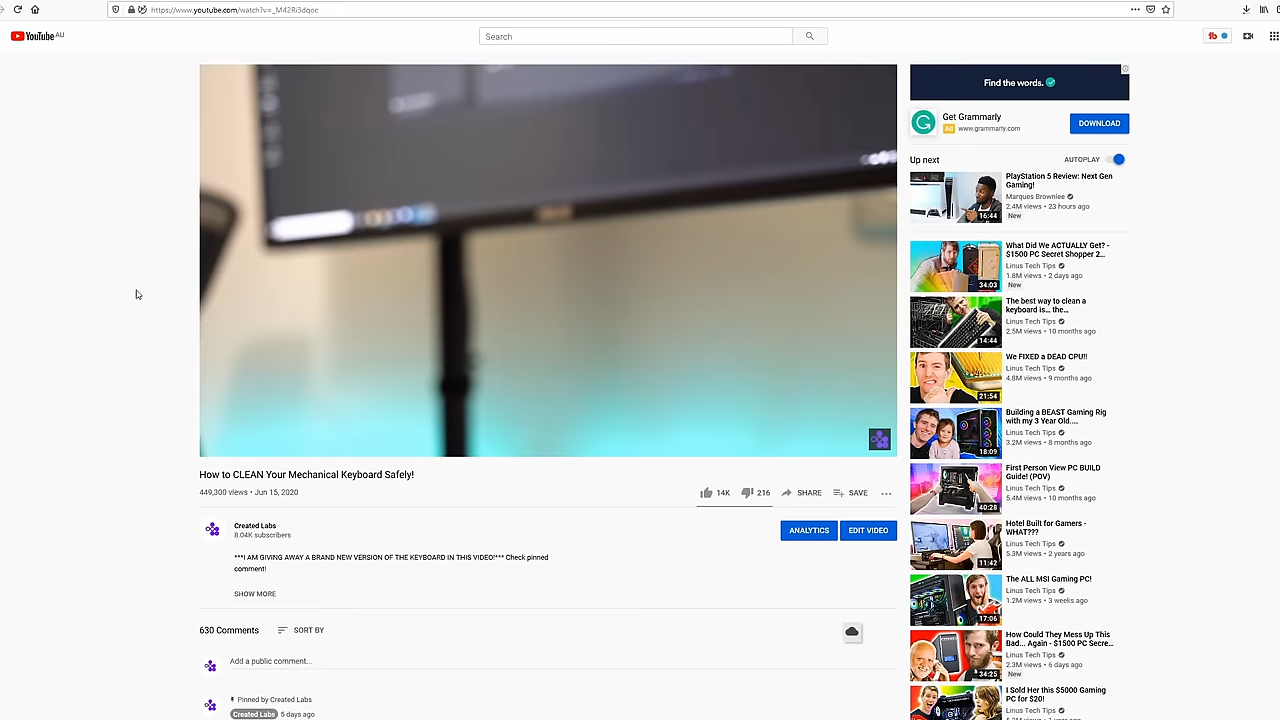 https://www.youtube.com/watch?v=_M42Ri3dqoc
YouTube AU
Search
Find the words.
Get Grammarly
Ad www.grammarly.com
DOWNLOAD
Up next
AUTOPLAY
PlayStation 5 Review: Next Gen
Gaming!
Marques Brownlee
2.4M views • 23 hours ago
New
16:44
What Did We ACTUALLY Get? -
$1500 PC Secret Shopper 2...
Linus Tech Tips
1.8M views • 2 days ago
New
34:03
The best way to clean a
keyboard is... the...
Linus Tech Tips
2.5M views • 10 months ago
14:44
We FIXED a DEAD CPU!!
Linus Tech Tips
4.8M views • 9 months ago
21:54
Building a BEAST Gaming Rig
with my 3 Year Old....
Linus Tech Tips
3.2M views • 8 months ago
18:09
First Person View PC BUILD
Guide! (POV)
Linus Tech Tips
5.4M views • 10 months ago
40:28
Hotel Built for Gamers -
WHAT???
Linus Tech Tips
5.3M views • 2 years ago
11:42
The ALL MSI Gaming PC!
Linus Tech Tips
1.2M views • 3 weeks ago
17:06
How Could They Mess Up This
Bad... Again - $1500 PC Secre...
Linus Tech Tips
2.3M views • 6 days ago
New
34:25
I Sold Her this $5000 Gaming
PC for $20!
Linus Tech Tips
How to CLEAN Your Mechanical Keyboard Safely!
449,300 views • Jun 15, 2020
14K
216
SHARE
SAVE
Created Labs
8.04K subscribers
ANALYTICS
EDIT VIDEO
***I AM GIVING AWAY A BRAND NEW VERSION OF THE KEYBOARD IN THIS VIDEO!*** Check pinned
comment!
SHOW MORE
630 Comments
SORT BY
Add a public comment...
Pinned by Created Labs
Created Labs 5 days ago